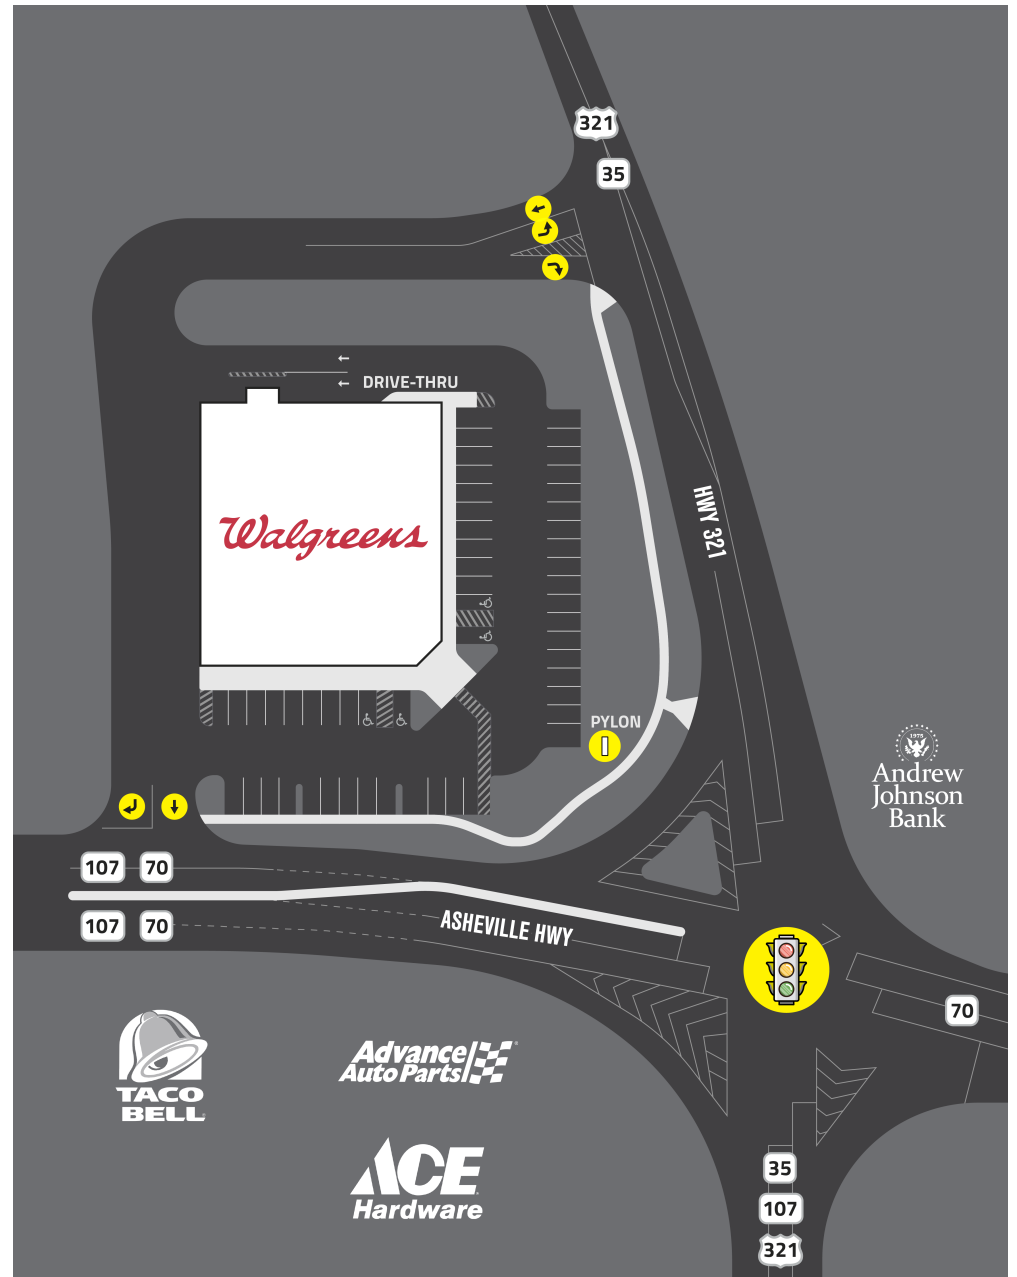 321
35
DRIVE-THRU
Walgreens
HWY 321
PYLON
1975
Andrew
Johnson
Bank
107 70
107 70
ASHEVILLE HWY
70
TACO
BELL
Advance
Auto Parts
ACE
Hardware
35
107
321